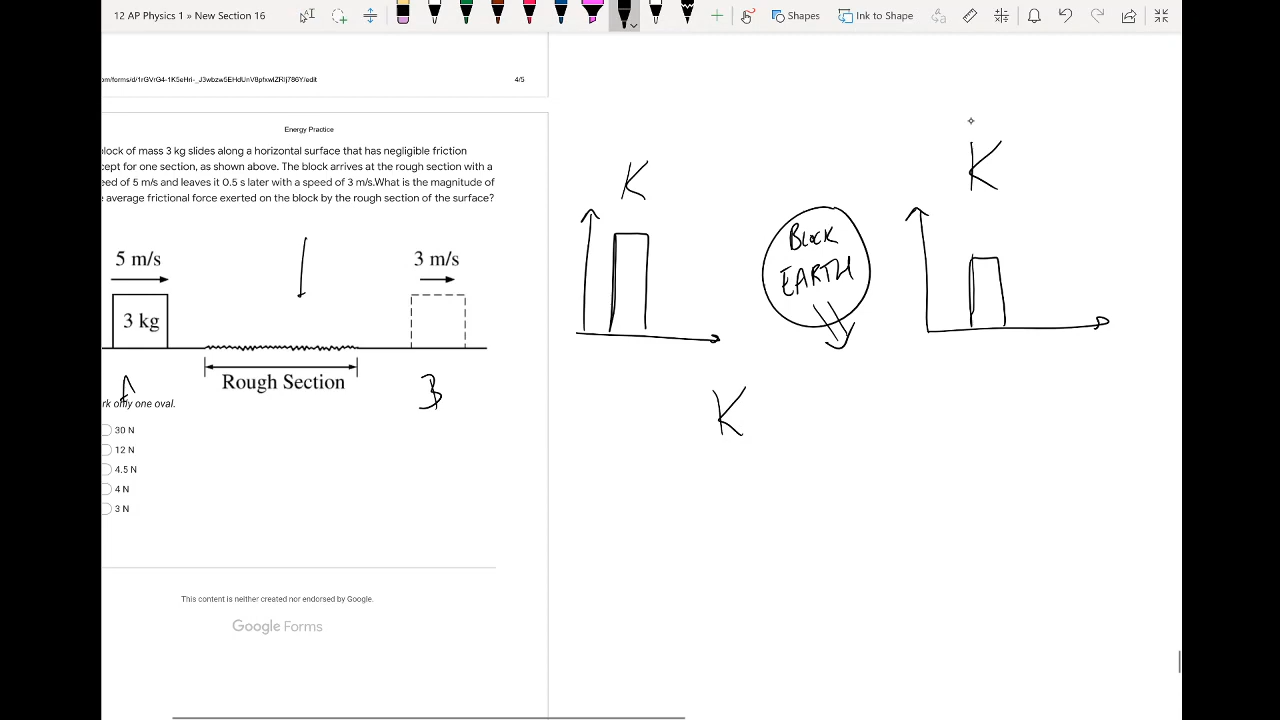 12 AP Physics 1 » New Section 16
Shapes
Ink to Shape
4/5
Energy Practice
lock of mass 3 kg slides along a horizontal surface that has negligible friction
cept for one section, as shown above. The block arrives at the rough section with a
eed of 5 m/s and leaves it 0.5 s later with a speed of 3 m/s.What is the magnitude of
average frictional force exerted on the block by the rough section of the surface?
5 m/s
3 m/s
3 kg
Rough Section
A
B
rk only one oval.
30 N
12 N
4.5 N
4 N
3 N
This content is neither created nor endorsed by Google.
Google Forms
K
BLOCK
EARTH
K
K